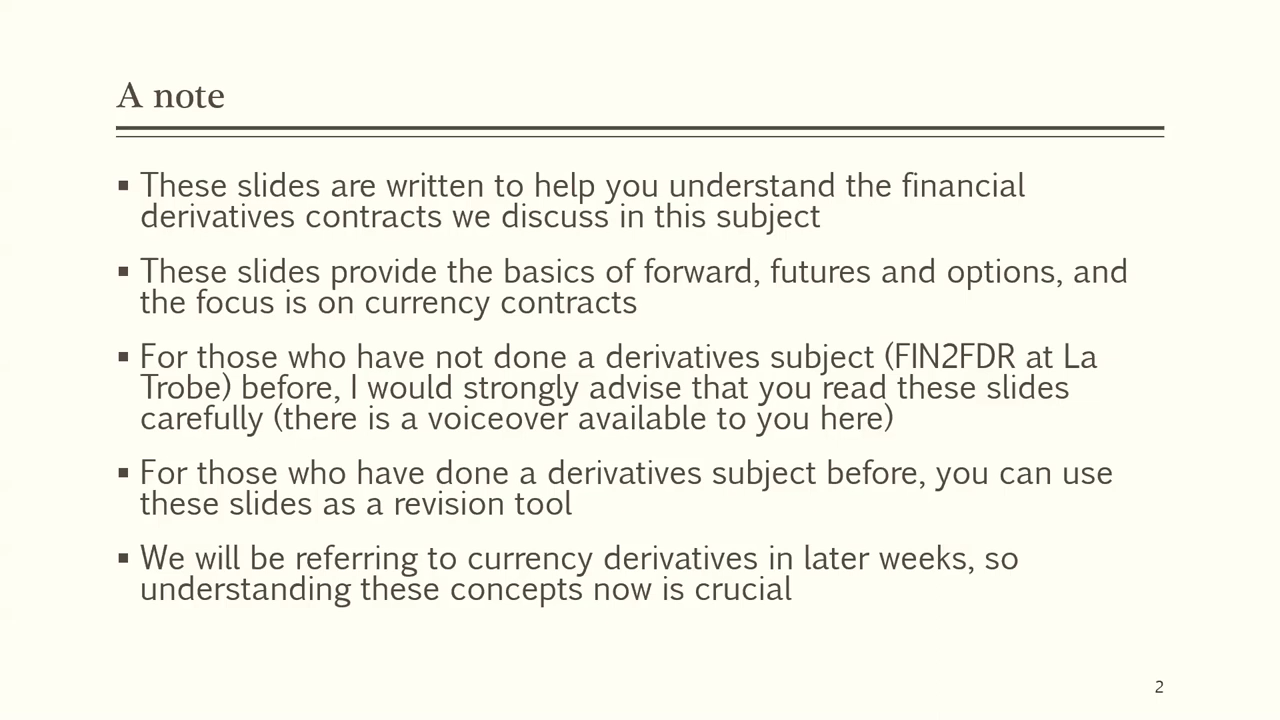 A note
▪ These slides are written to help you understand the financial
derivatives contracts we discuss in this subject
▪ These slides provide the basics of forward, futures and options, and
the focus is on currency contracts
▪ For those who have not done a derivatives subject (FIN2FDR at La
Trobe) before, I would strongly advise that you read these slides
carefully (there is a voiceover available to you here)
▪ For those who have done a derivatives subject before, you can use
these slides as a revision tool
▪ We will be referring to currency derivatives in later weeks, so
understanding these concepts now is crucial
2